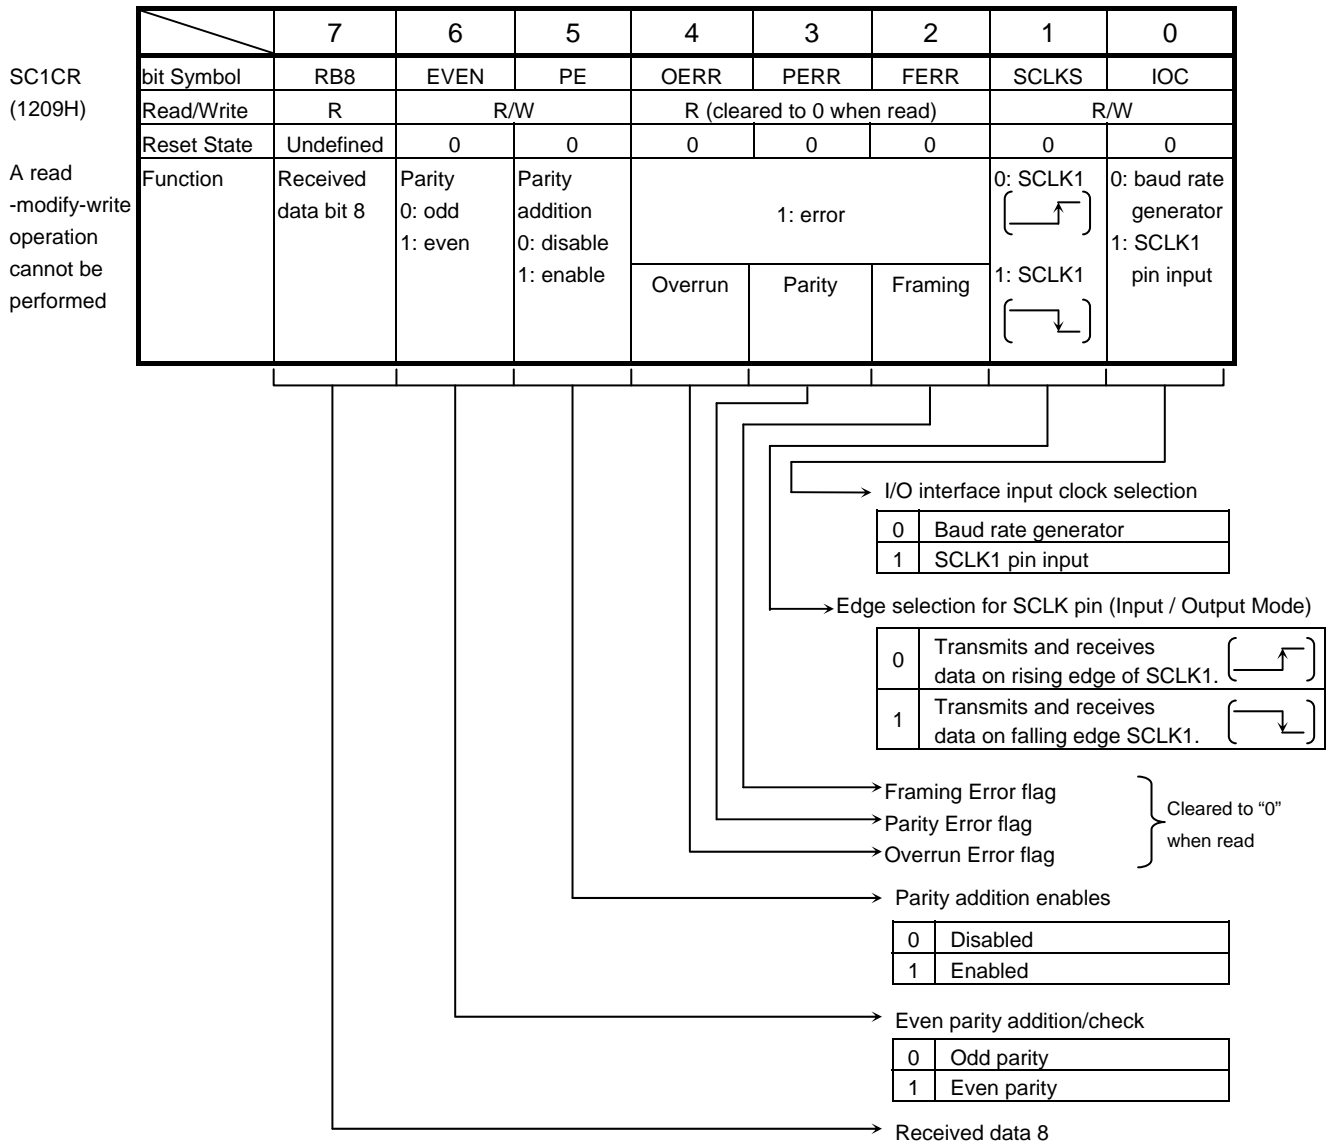 7 6 5 4 3 2 1 0
SC1CR
(1209H)
bit Symbol RB8 EVEN PE OERR PERR FERR SCLKS IOC
Read/Write R R/W R (cleared to 0 when read) R/W
Reset State Undefined 0 0 0 0 0 0 0
A read
-modify-write
operation
cannot be
performed
Function
Received
data bit 8
Parity
0: odd
1: even
Parity
addition
0: disable
1: enable
1: error
Overrun Parity Framing
0: SCLK1
1: SCLK1
0: baud rate
generator
1: SCLK1
pin input
I/O interface input clock selection
0 Baud rate generator
1 SCLK1 pin input
Edge selection for SCLK pin (Input / Output Mode)
0 Transmits and receives
data on rising edge of SCLK1.
1 Transmits and receives
data on falling edge SCLK1.
Framing Error flag
Parity Error flag
Overrun Error flag
Cleared to “0”
when read
Parity addition enables
0 Disabled
1 Enabled
Even parity addition/check
0 Odd parity
1 Even parity
Received data 8